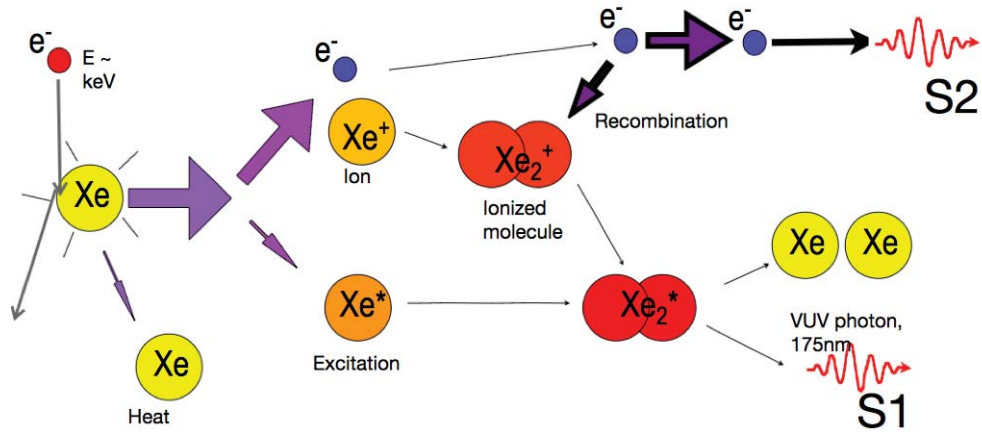 e-
E ~
keV
Xe
Xe
Heat
e-
Xe+
Ion
Xe*
Excitation
Xe2+
Ionized
molecule
e-
Recombination
e-
S2
Xe2*
Xe Xe
VUV photon,
175nm
S1